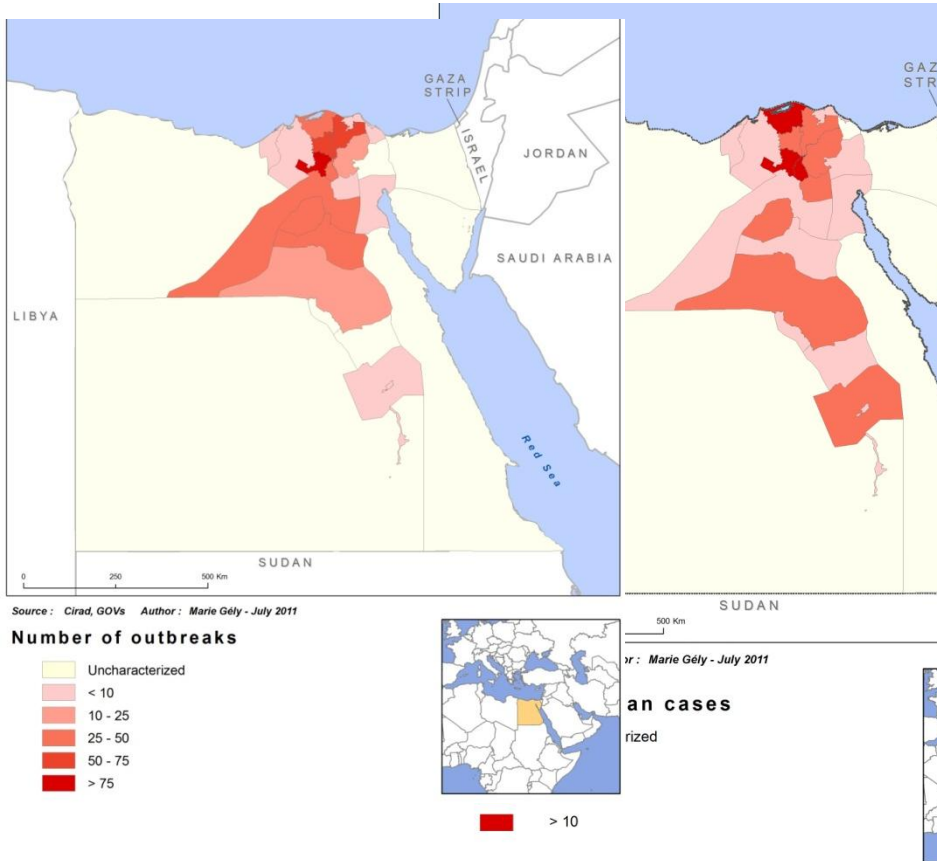 GAZA
STRIP
ISRAEL
JORDAN
SAUDI ARABIA
LIBYA
Red Sea
SUDAN
0 250 500 Km
Source : Cirad, GOVs Author : Marie Gély - July 2011
Number of outbreaks
Uncharacterized
< 10
10 - 25
25 - 50
50 - 75
> 75
GAZ
STR
SUDAN
500 Km
or : Marie Gély - July 2011
an cases
rized
> 10